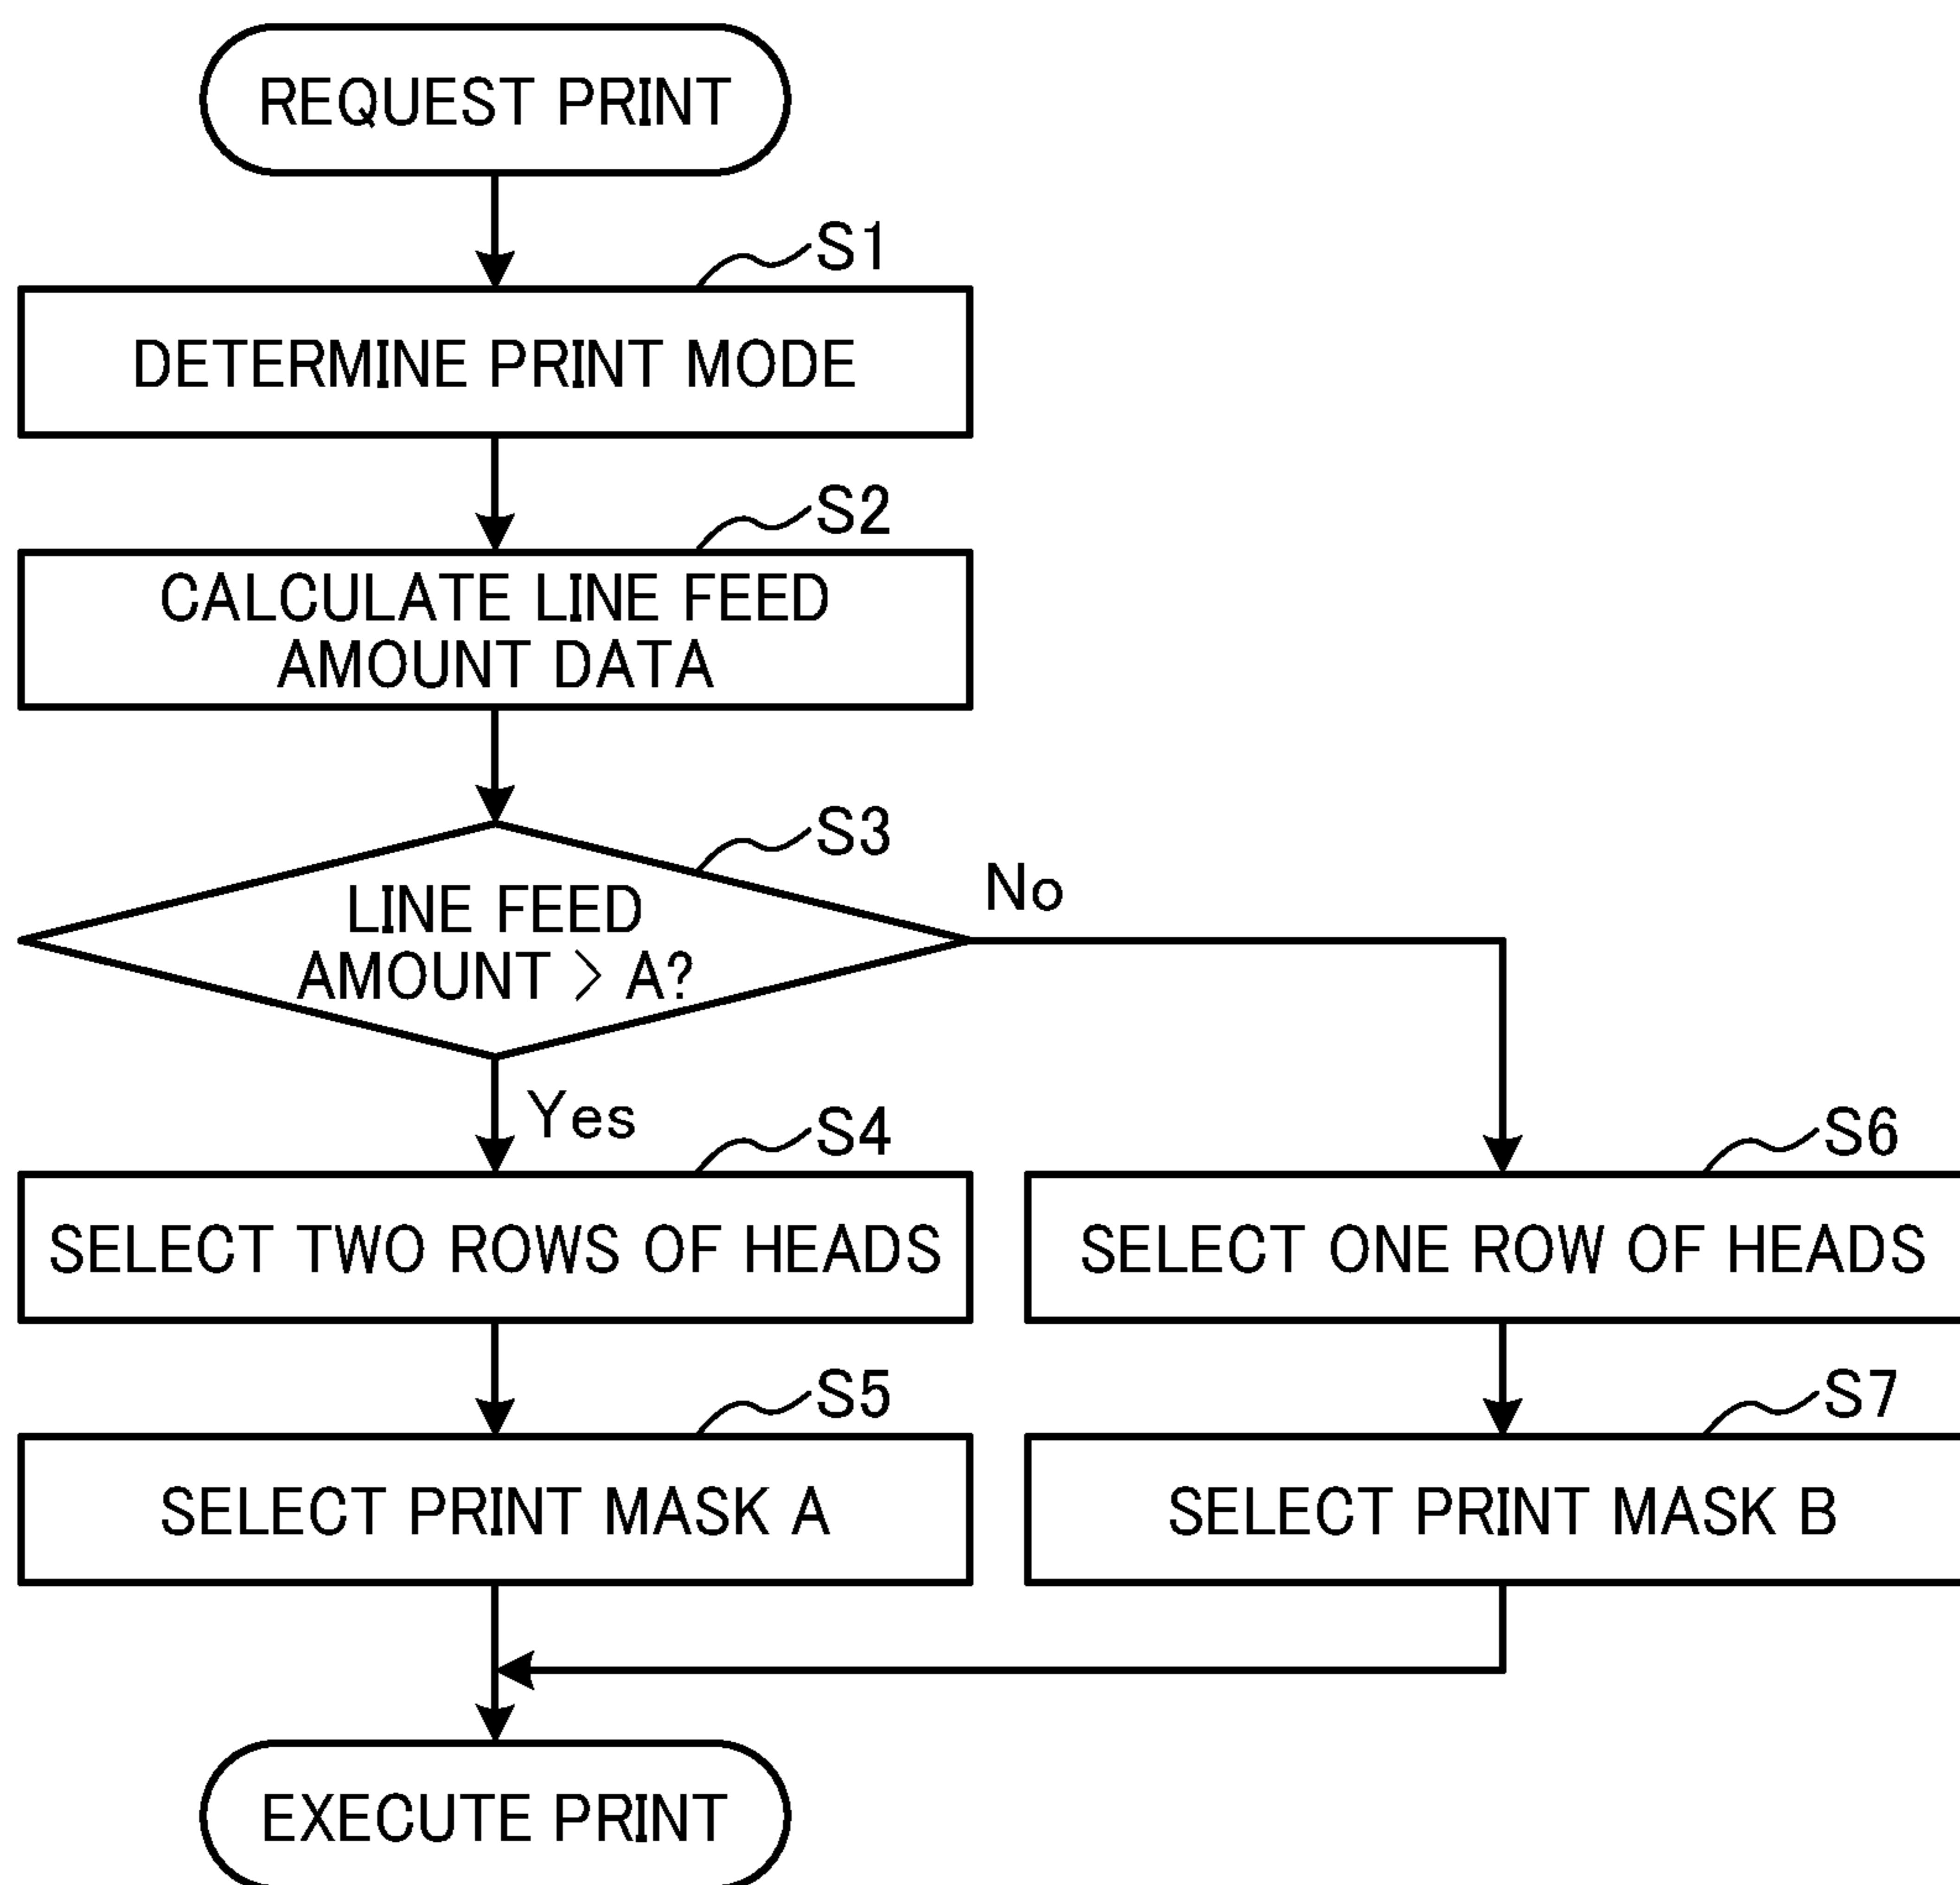 REQUEST PRINT
S1
DETERMINE PRINT MODE
S2
CALCULATE LINE FEED
AMOUNT DATA
S3
LINE FEED
AMOUNT > A?
No
Yes
S4
SELECT TWO ROWS OF HEADS
S6
SELECT ONE ROW OF HEADS
S5
SELECT PRINT MASK A
S7
SELECT PRINT MASK B
EXECUTE PRINT